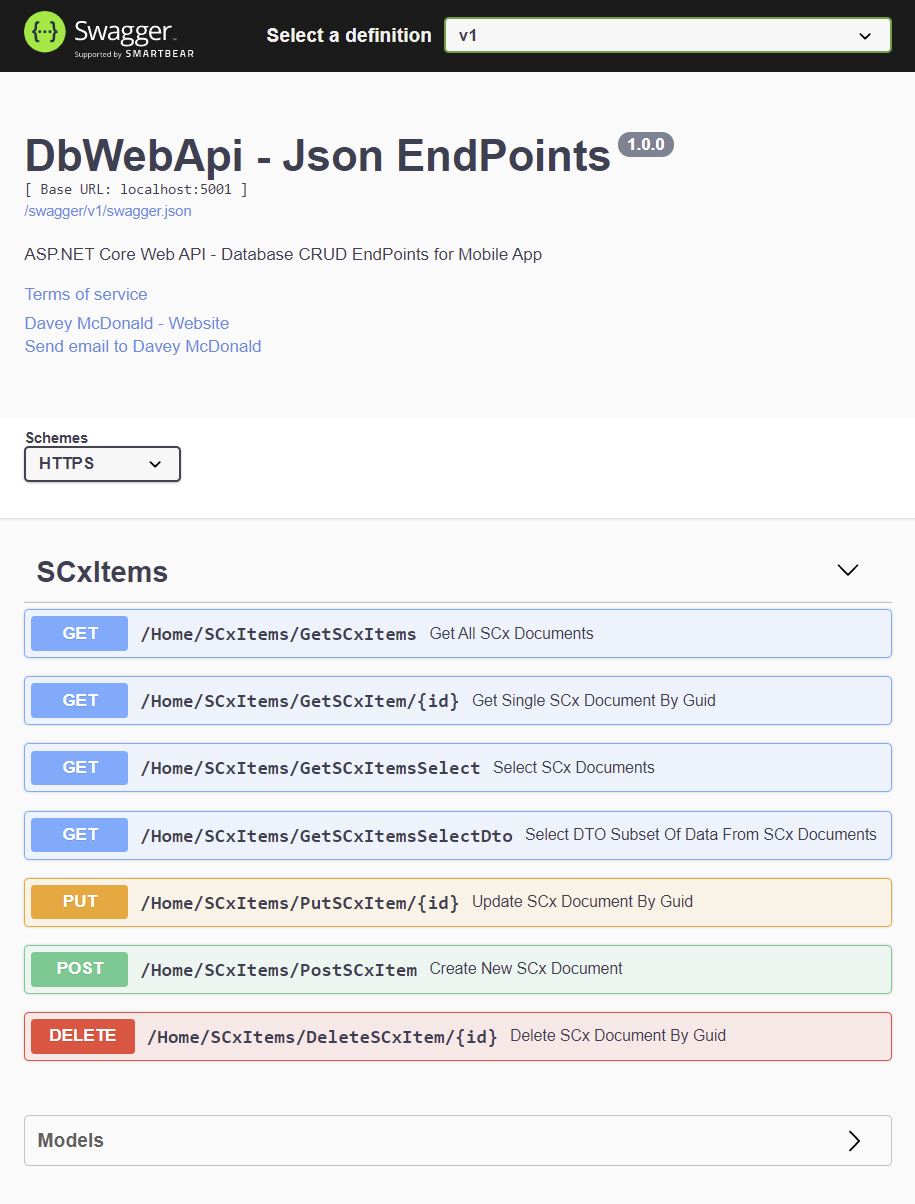 {···} Swagger
Supported by SMARTBEAR
Select a definition v1
DbWebApi - Json EndPoints 1.0.0
[ Base URL: localhost:5001 ]
/swagger/v1/swagger.json
ASP.NET Core Web API - Database CRUD EndPoints for Mobile App
Terms of service
Davey McDonald - Website
Send email to Davey McDonald
Schemes
HTTPS
SCxItems
GET /Home/SCxItems/GetSCxItems Get All SCx Documents
GET /Home/SCxItems/GetSCxItem/{id} Get Single SCx Document By Guid
GET /Home/SCxItems/GetSCxItemsSelect Select SCx Documents
GET /Home/SCxItems/GetSCxItemsSelectDto Select DTO Subset Of Data From SCx Documents
PUT /Home/SCxItems/PutSCxItem/{id} Update SCx Document By Guid
POST /Home/SCxItems/PostSCxItem Create New SCx Document
DELETE /Home/SCxItems/DeleteSCxItem/{id} Delete SCx Document By Guid
Models